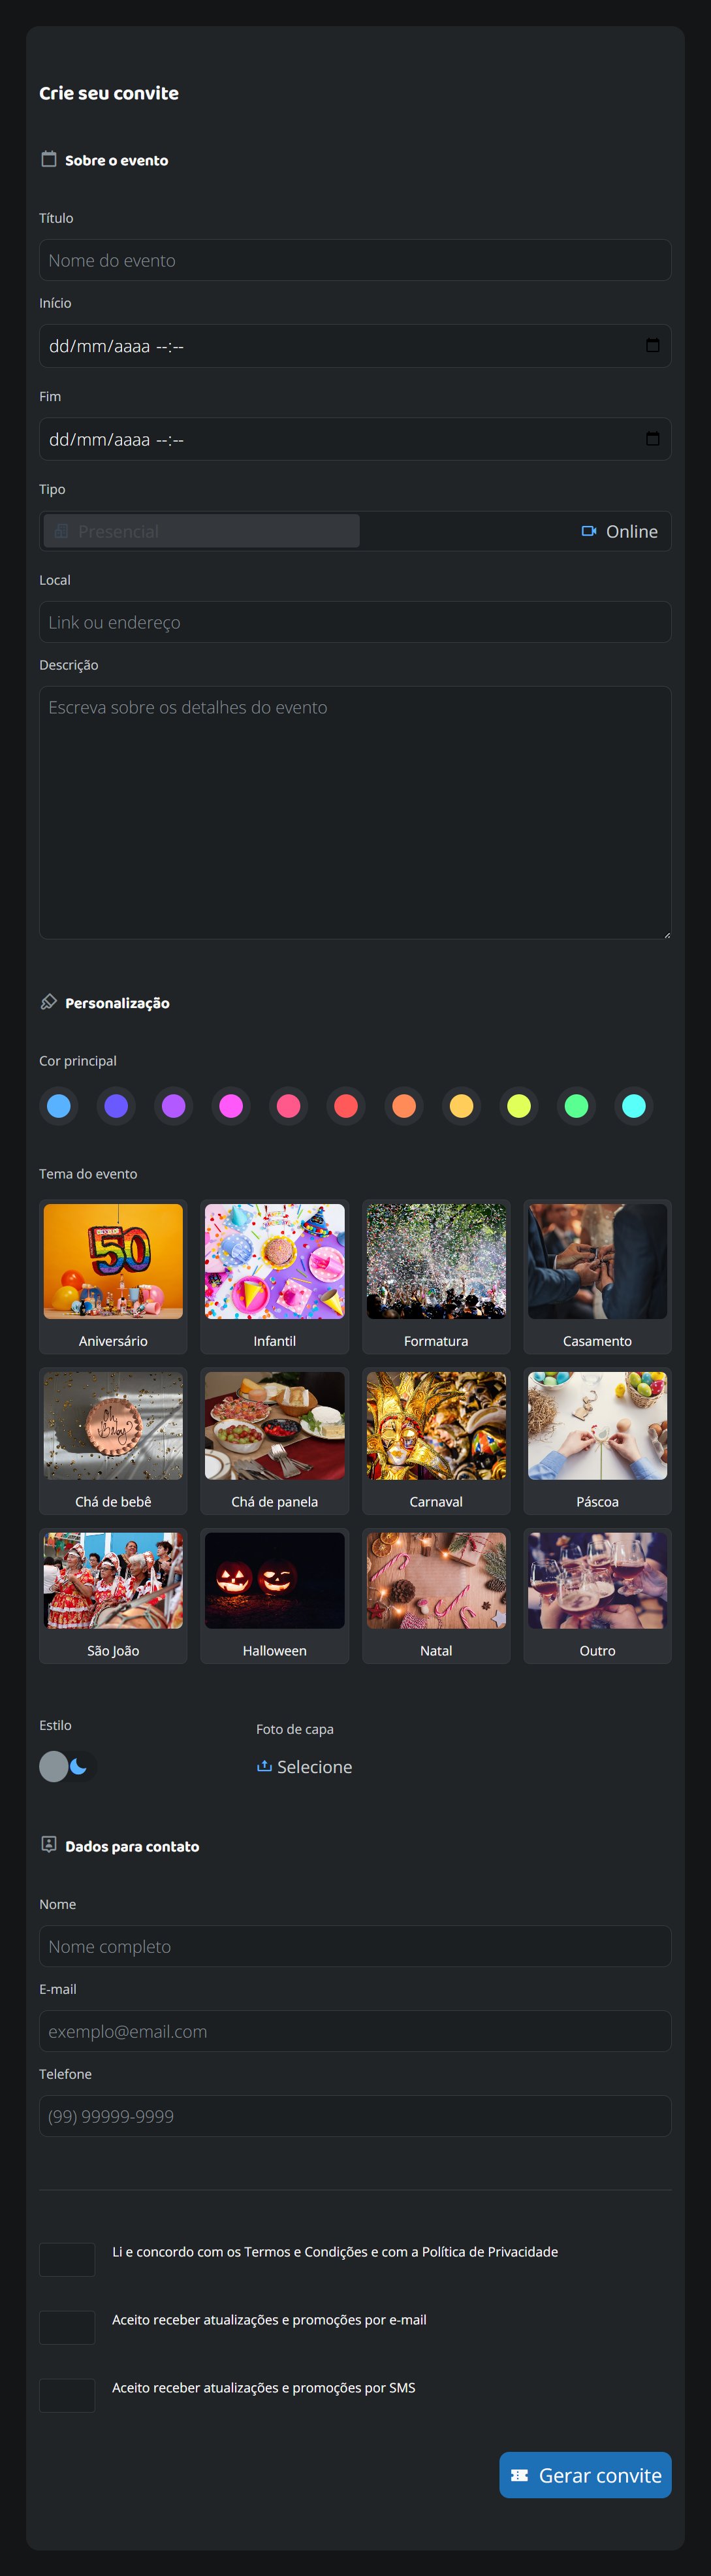 Crie seu convite
Sobre o evento
Título
Nome do evento
Início
dd/mm/aaaa --:--
Fim
dd/mm/aaaa --:--
Tipo
Presencial Online
Local
Link ou endereço
Descrição
Escreva sobre os detalhes do evento
Personalização
Cor principal
Tema do evento
50
Aniversário Infantil Formatura Casamento
Oh Baby
Chá de bebê Chá de panela Carnaval Páscoa
São João Halloween Natal Outro
Estilo Foto de capa
Selecione
Dados para contato
Nome
Nome completo
E-mail
exemplo@email.com
Telefone
(99) 99999-9999
Li e concordo com os Termos e Condições e com a Política de Privacidade
Aceito receber atualizações e promoções por e-mail
Aceito receber atualizações e promoções por SMS
Gerar convite